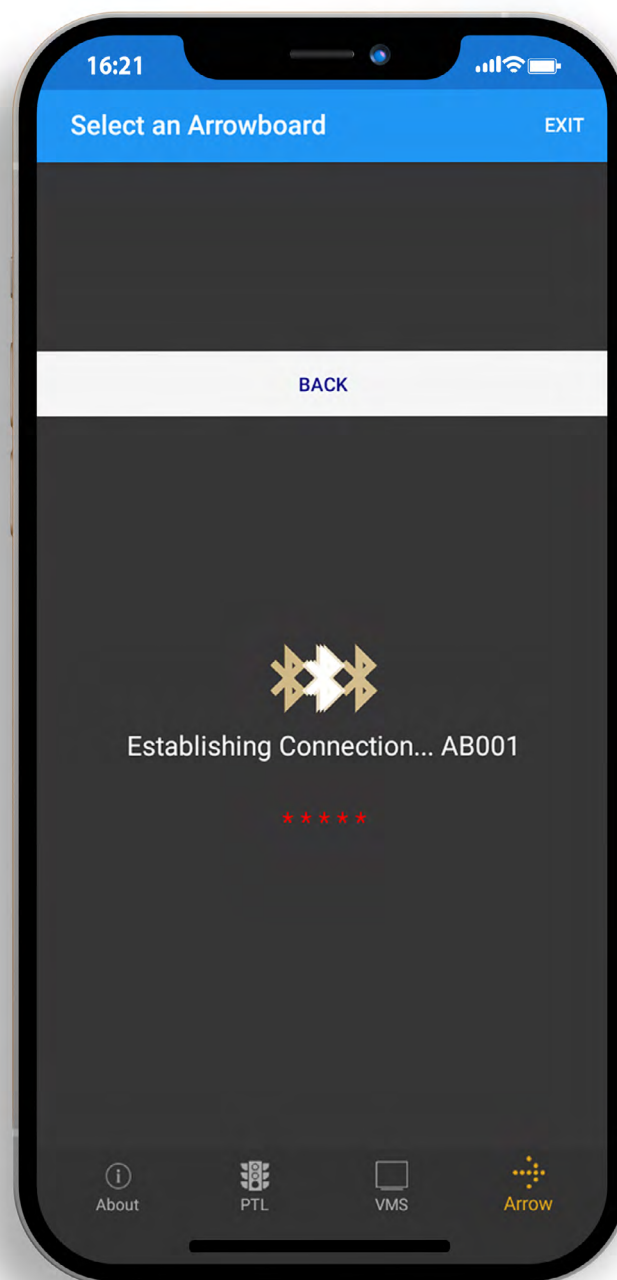 16:21
Select an Arrowboard EXIT
BACK
Establishing Connection... AB001
*****
About PTL VMS Arrow